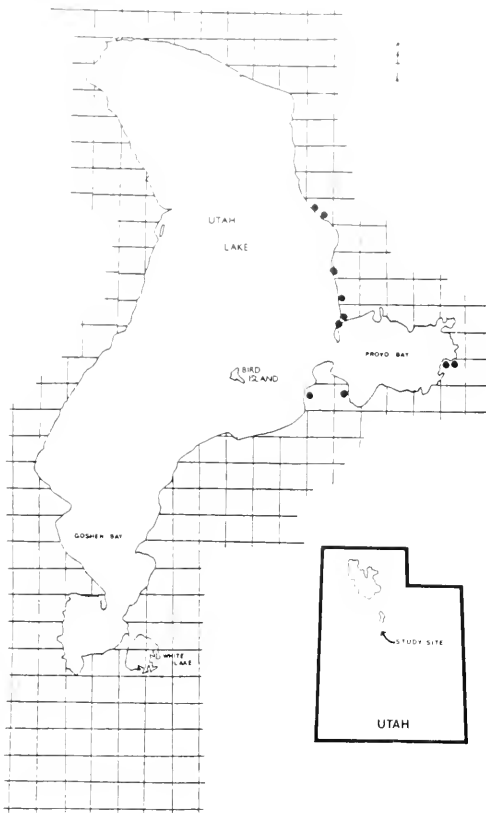 UTAH
LAKE
PROVO BAY
BIRD
ISLAND
GOSHEN BAY
WHITE
LAKE
STUDY SITE
UTAH